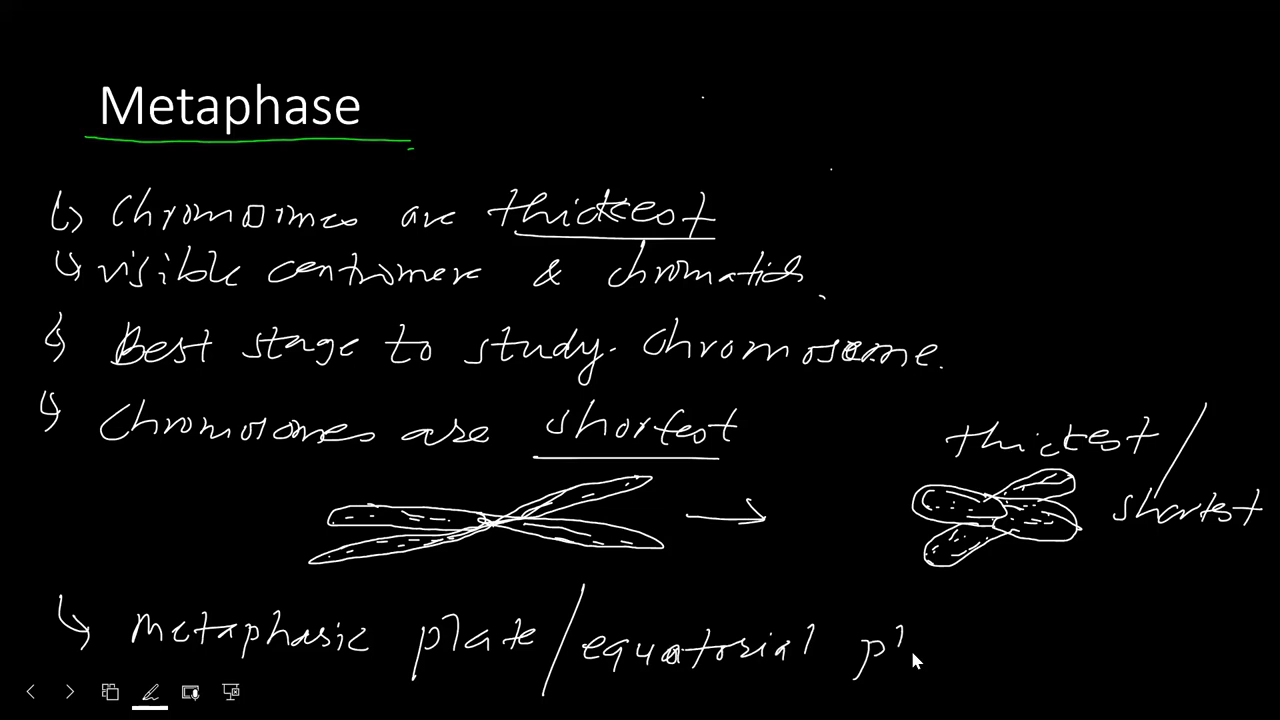 Metaphase
Chromosomes are thickest
visible centromere & chromatids.
Best stage to study. chromosome.
Chromosomes are shortest
thickest/
shortest
Metaphasic plate/equatorial pl